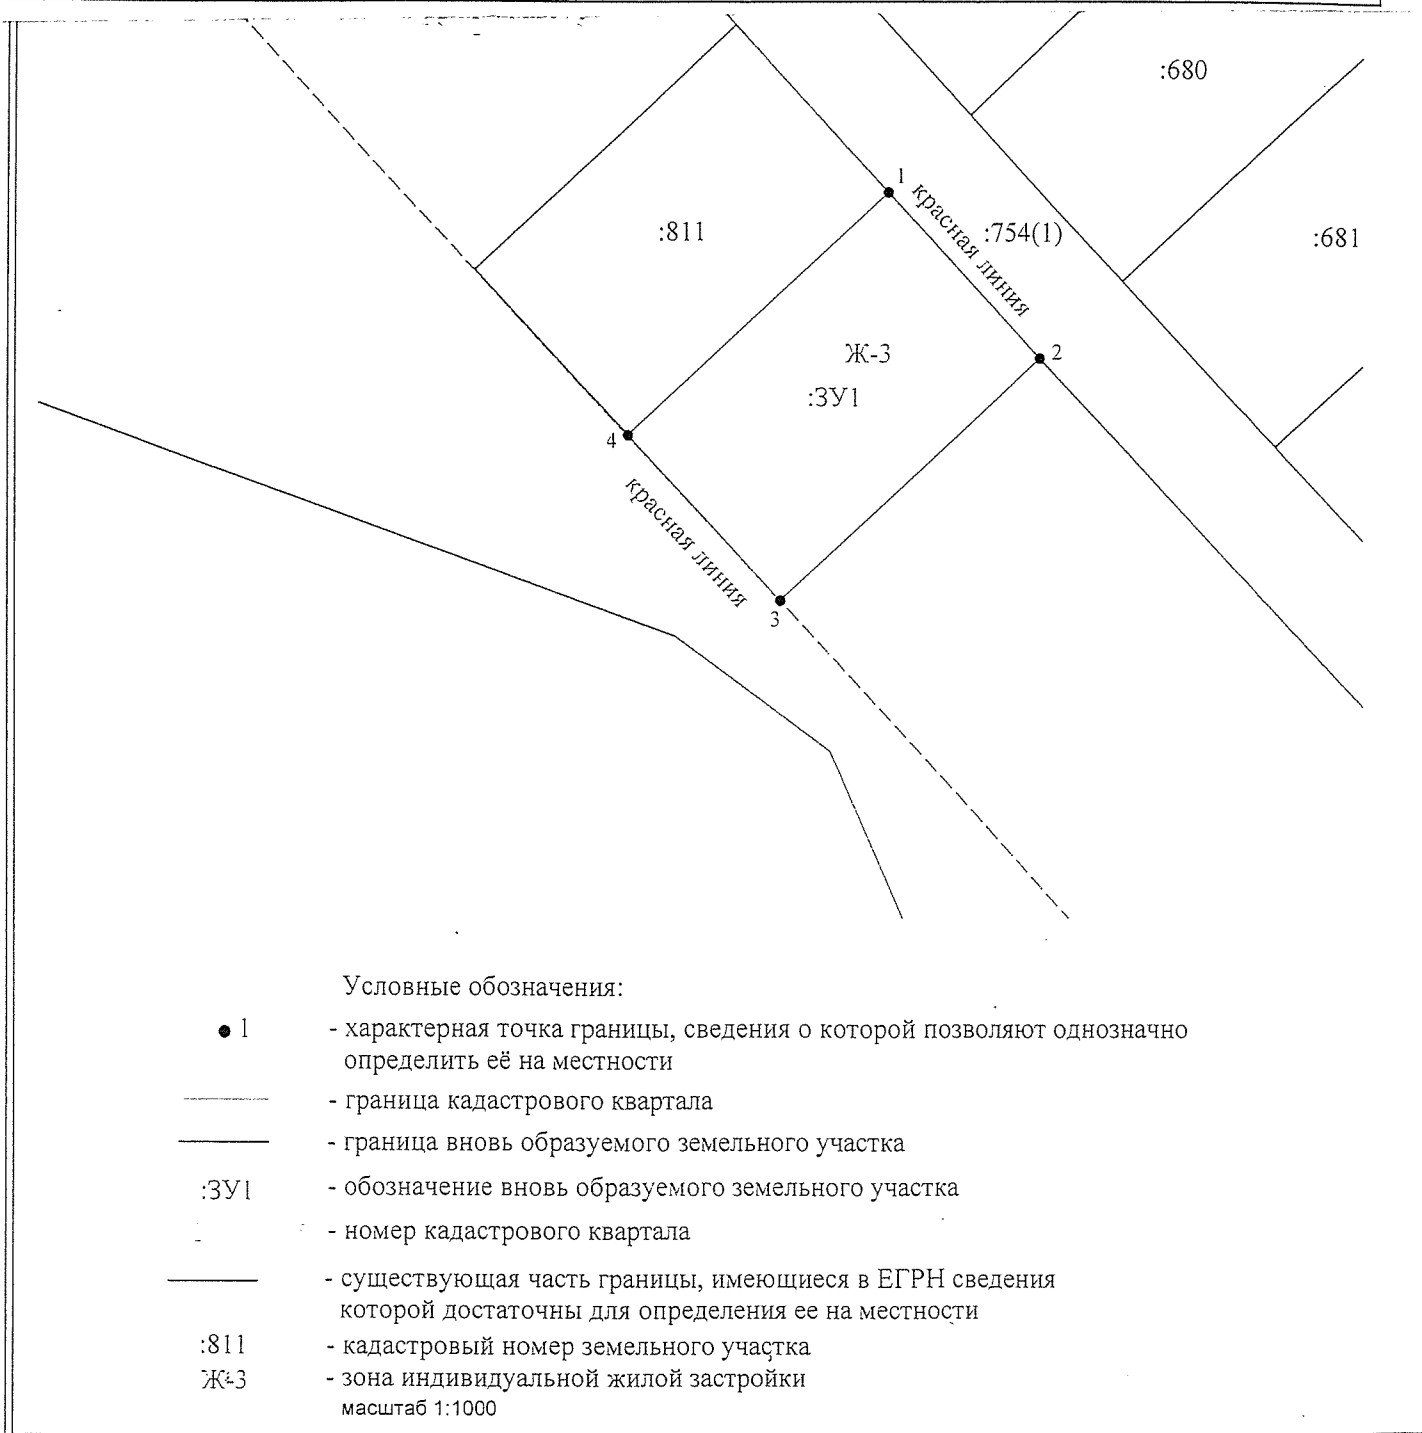 :680
1
красная линия
:811
:754(1)
:681
Ж-3
2
:ЗУ1
4
красная линия
3
Условные обозначения:
1 - характерная точка границы, сведения о которой позволяют однозначно
определить её на местности
- граница кадастрового квартала
- граница вновь образуемого земельного участка
:ЗУ1 - обозначение вновь образуемого земельного участка
- номер кадастрового квартала
- существующая часть границы, имеющиеся в ЕГРН сведения
которой достаточны для определения ее на местности
:811 - кадастровый номер земельного участка
Ж-3 - зона индивидуальной жилой застройки
масштаб 1:1000